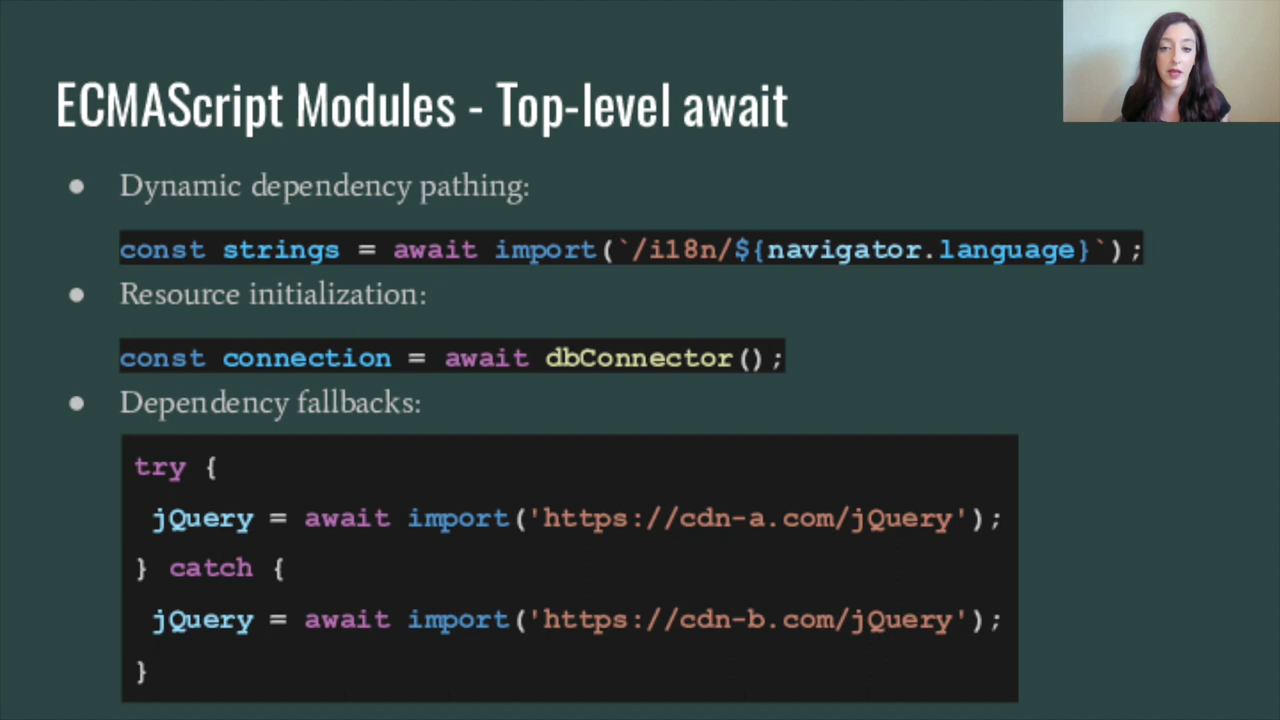 ECMAScript Modules - Top-level await
● Dynamic dependency pathing:
const strings = await import(`/i18n/${navigator.language}`);
● Resource initialization:
const connection = await dbConnector();
● Dependency fallbacks:
try {
jQuery = await import('https://cdn-a.com/jQuery');
} catch {
jQuery = await import('https://cdn-b.com/jQuery');
}